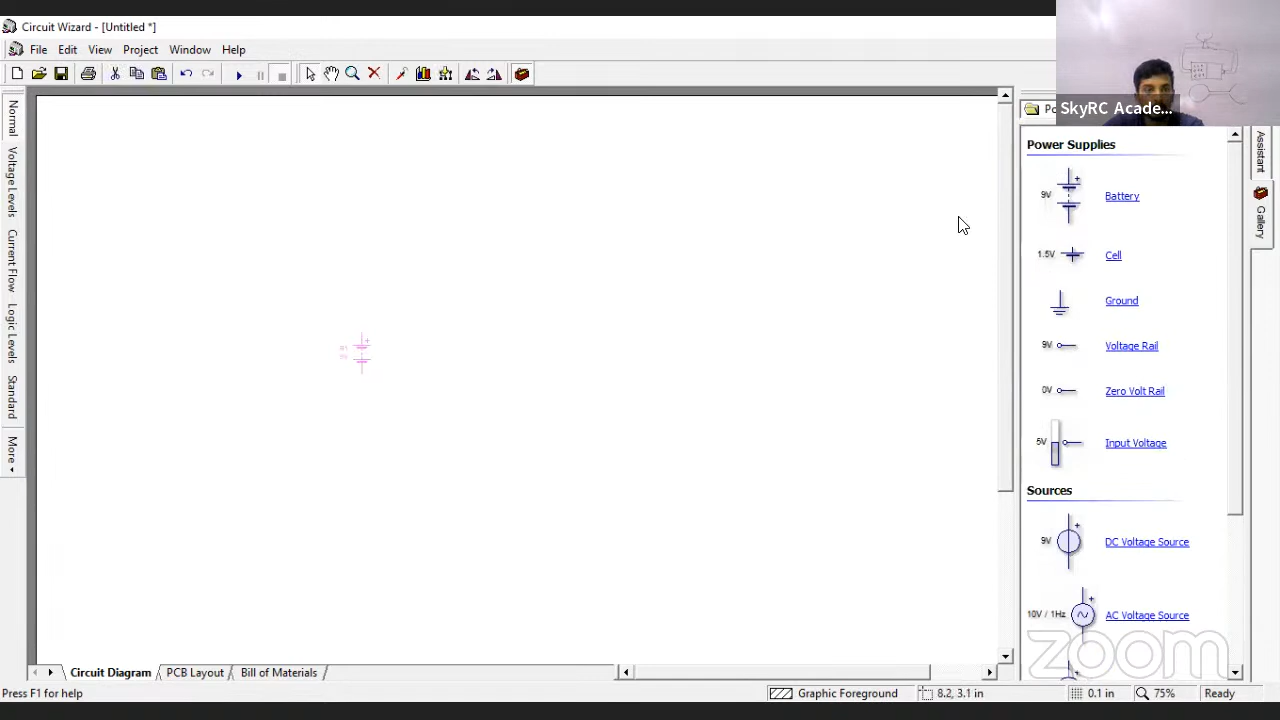 Circuit Wizard - [Untitled *]
File Edit View Project Window Help
SkyRC Acade...
Normal
Voltage Levels
Current Flow
Logic Levels
Standard
More
Power Supplies
9V Battery
1.5V Cell
Ground
9V Voltage Rail
0V Zero Volt Rail
5V Input Voltage
Sources
9V DC Voltage Source
10V / 1Hz AC Voltage Source
Assistant
Gallery
zoom
Circuit Diagram PCB Layout Bill of Materials
Press F1 for help Graphic Foreground 8.2, 3.1 in 0.1 in 75% Ready